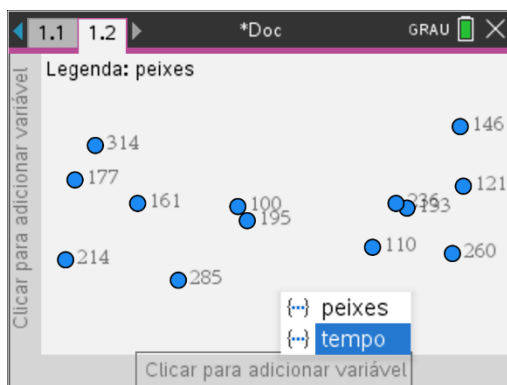 1.1 1.2 *Doc GRAU
Legenda: peixes
Clicar para adicionar variável
146
314
177
121
161
100
236
193
195
110
214
260
285
peixes
tempo
Clicar para adicionar variável